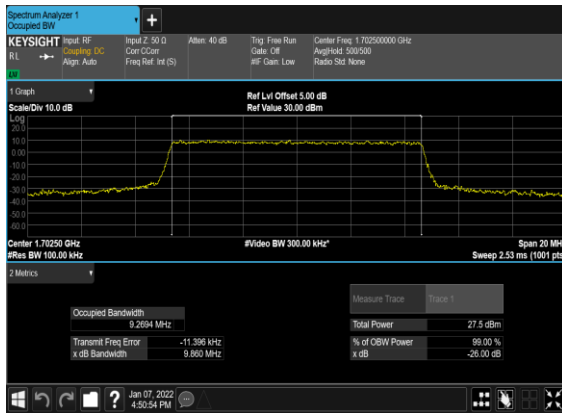 Spectrum Analyzer 1
Occupied BW
KEYSIGHT Input: RF Input Z: 50 Ω Atten: 40 dB Trig: Free Run Center Freq: 1.702500000 GHz
RL Coupling: DC Corr CCorr Gate: Off Avg|Hold: 500/500
Align: Auto Freq Ref: Int (S) #IF Gain: Low Radio Std: None
1 Graph Ref Lvl Offset 5.00 dB
Scale/Div 10.0 dB Ref Value 30.00 dBm
Log
20.0
10.0
0.00
-10.0
-20.0
-30.0
-40.0
-50.0
-60.0
Center 1.70250 GHz #Video BW 300.00 kHz* Span 20 MH
#Res BW 100.00 kHz Sweep 2.53 ms (1001 pts
2 Metrics
Measure Trace Trace 1
Occupied Bandwidth
9.2694 MHz Total Power 27.5 dBm
Transmit Freq Error -11.396 kHz % of OBW Power 99.00 %
x dB Bandwidth 9.860 MHz x dB -26.00 dB
? Jan 07, 2022
4:50:54 PM